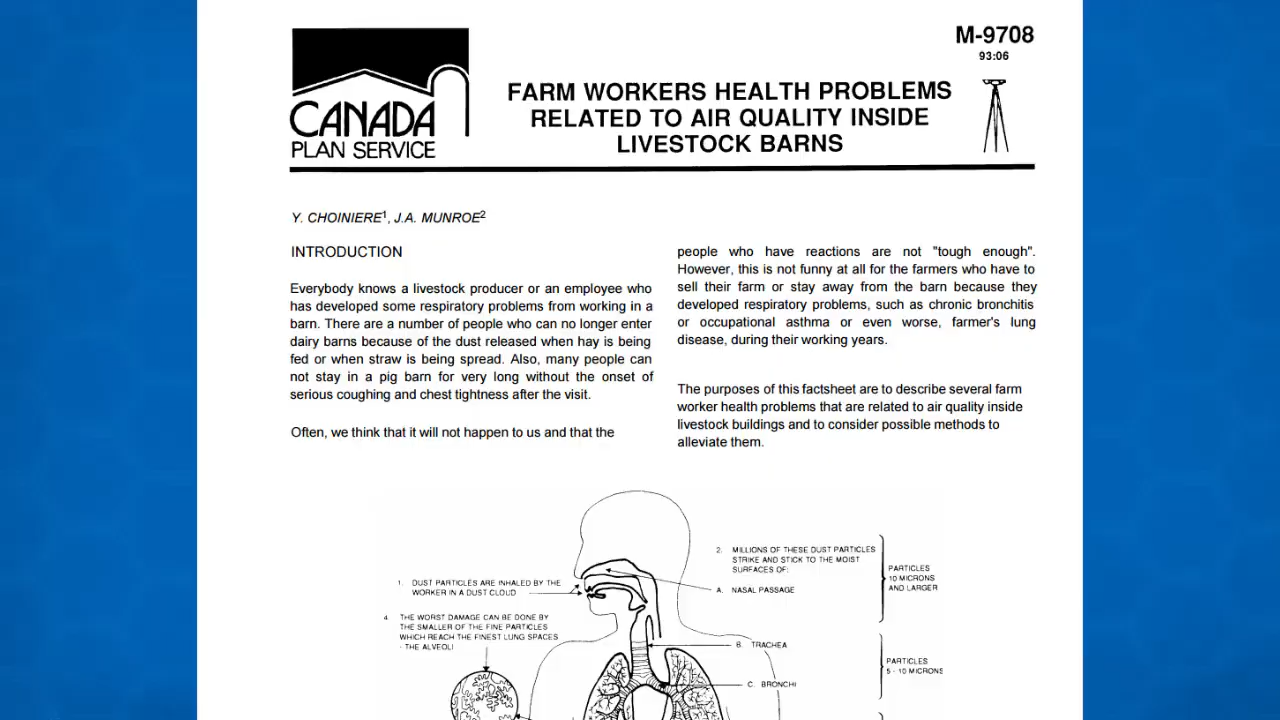 M-9708
93:06
CANADA
PLAN SERVICE
FARM WORKERS HEALTH PROBLEMS
RELATED TO AIR QUALITY INSIDE
LIVESTOCK BARNS
Y. CHOINIERE1, J.A. MUNROE2
INTRODUCTION
Everybody knows a livestock producer or an employee who
has developed some respiratory problems from working in a
barn. There are a number of people who can no longer enter
dairy barns because of the dust released when hay is being
fed or when straw is being spread. Also, many people can
not stay in a pig barn for very long without the onset of
serious coughing and chest tightness after the visit.
Often, we think that it will not happen to us and that the
people who have reactions are not "tough enough".
However, this is not funny at all for the farmers who have to
sell their farm or stay away from the barn because they
developed respiratory problems, such as chronic bronchitis
or occupational asthma or even worse, farmer's lung
disease, during their working years.
The purposes of this factsheet are to describe several farm
worker health problems that are related to air quality inside
livestock buildings and to consider possible methods to
alleviate them.
1. DUST PARTICLES ARE INHALED BY THE
WORKER IN A DUST CLOUD
4 THE WORST DAMAGE CAN BE DONE BY
THE SMALLER OF THE FINE PARTICLES
WHICH REACH THE FINEST LUNG SPACES
- THE ALVEOLI
2. MILLIONS OF THESE DUST PARTICLES
STRIKE AND STICK TO THE MOIST
SURFACES OF:
A. NASAL PASSAGE
B. TRACHEA
C. BRONCHI
PARTICLES
10 MICRONS
AND LARGER
PARTICLES
5 - 10 MICRONS